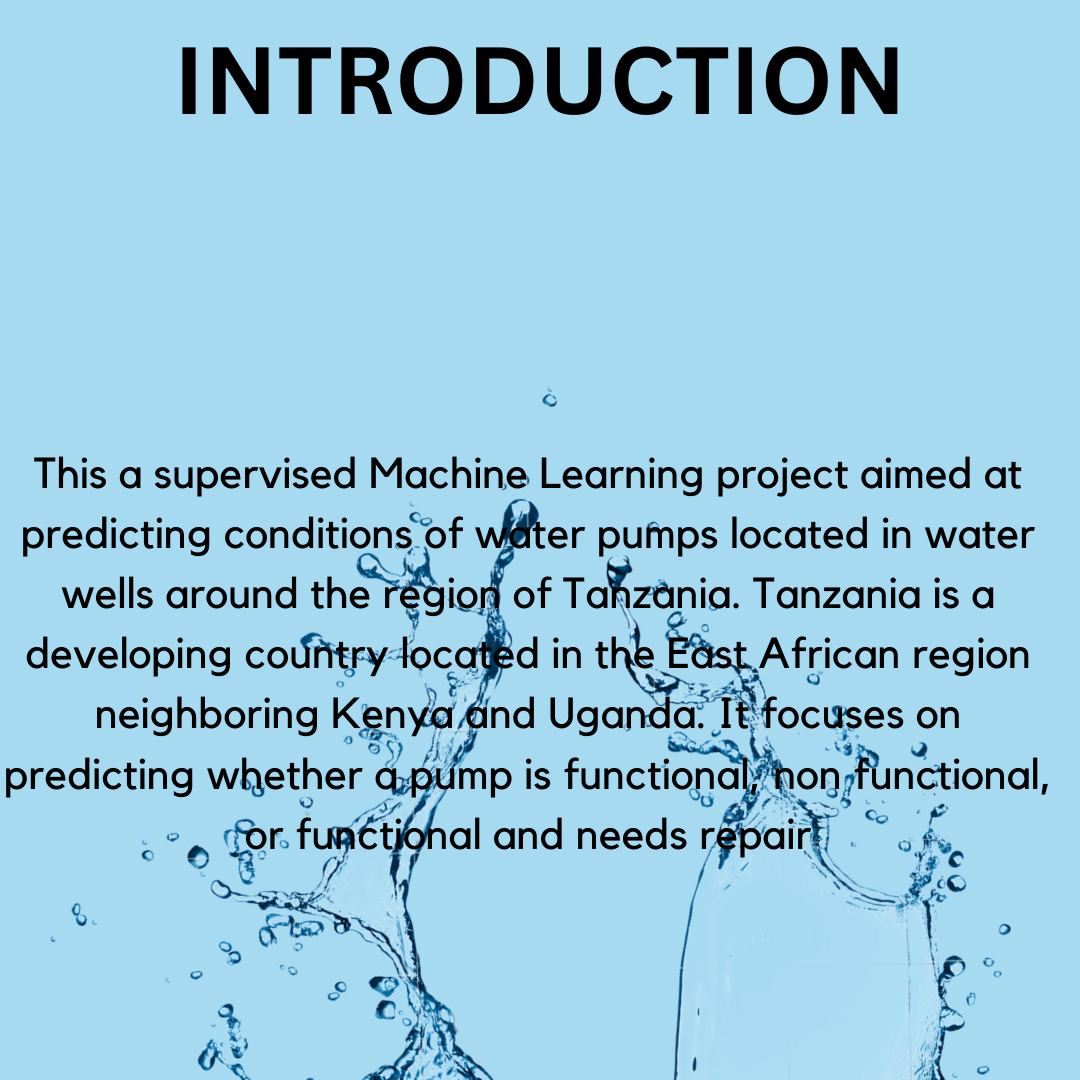 INTRODUCTION
This a supervised Machine Learning project aimed at
predicting conditions of water pumps located in water
wells around the region of Tanzania. Tanzania is a
developing country located in the East African region
neighboring Kenya and Uganda. It focuses on
predicting whether a pump is functional, non functional,
or functional and needs repair